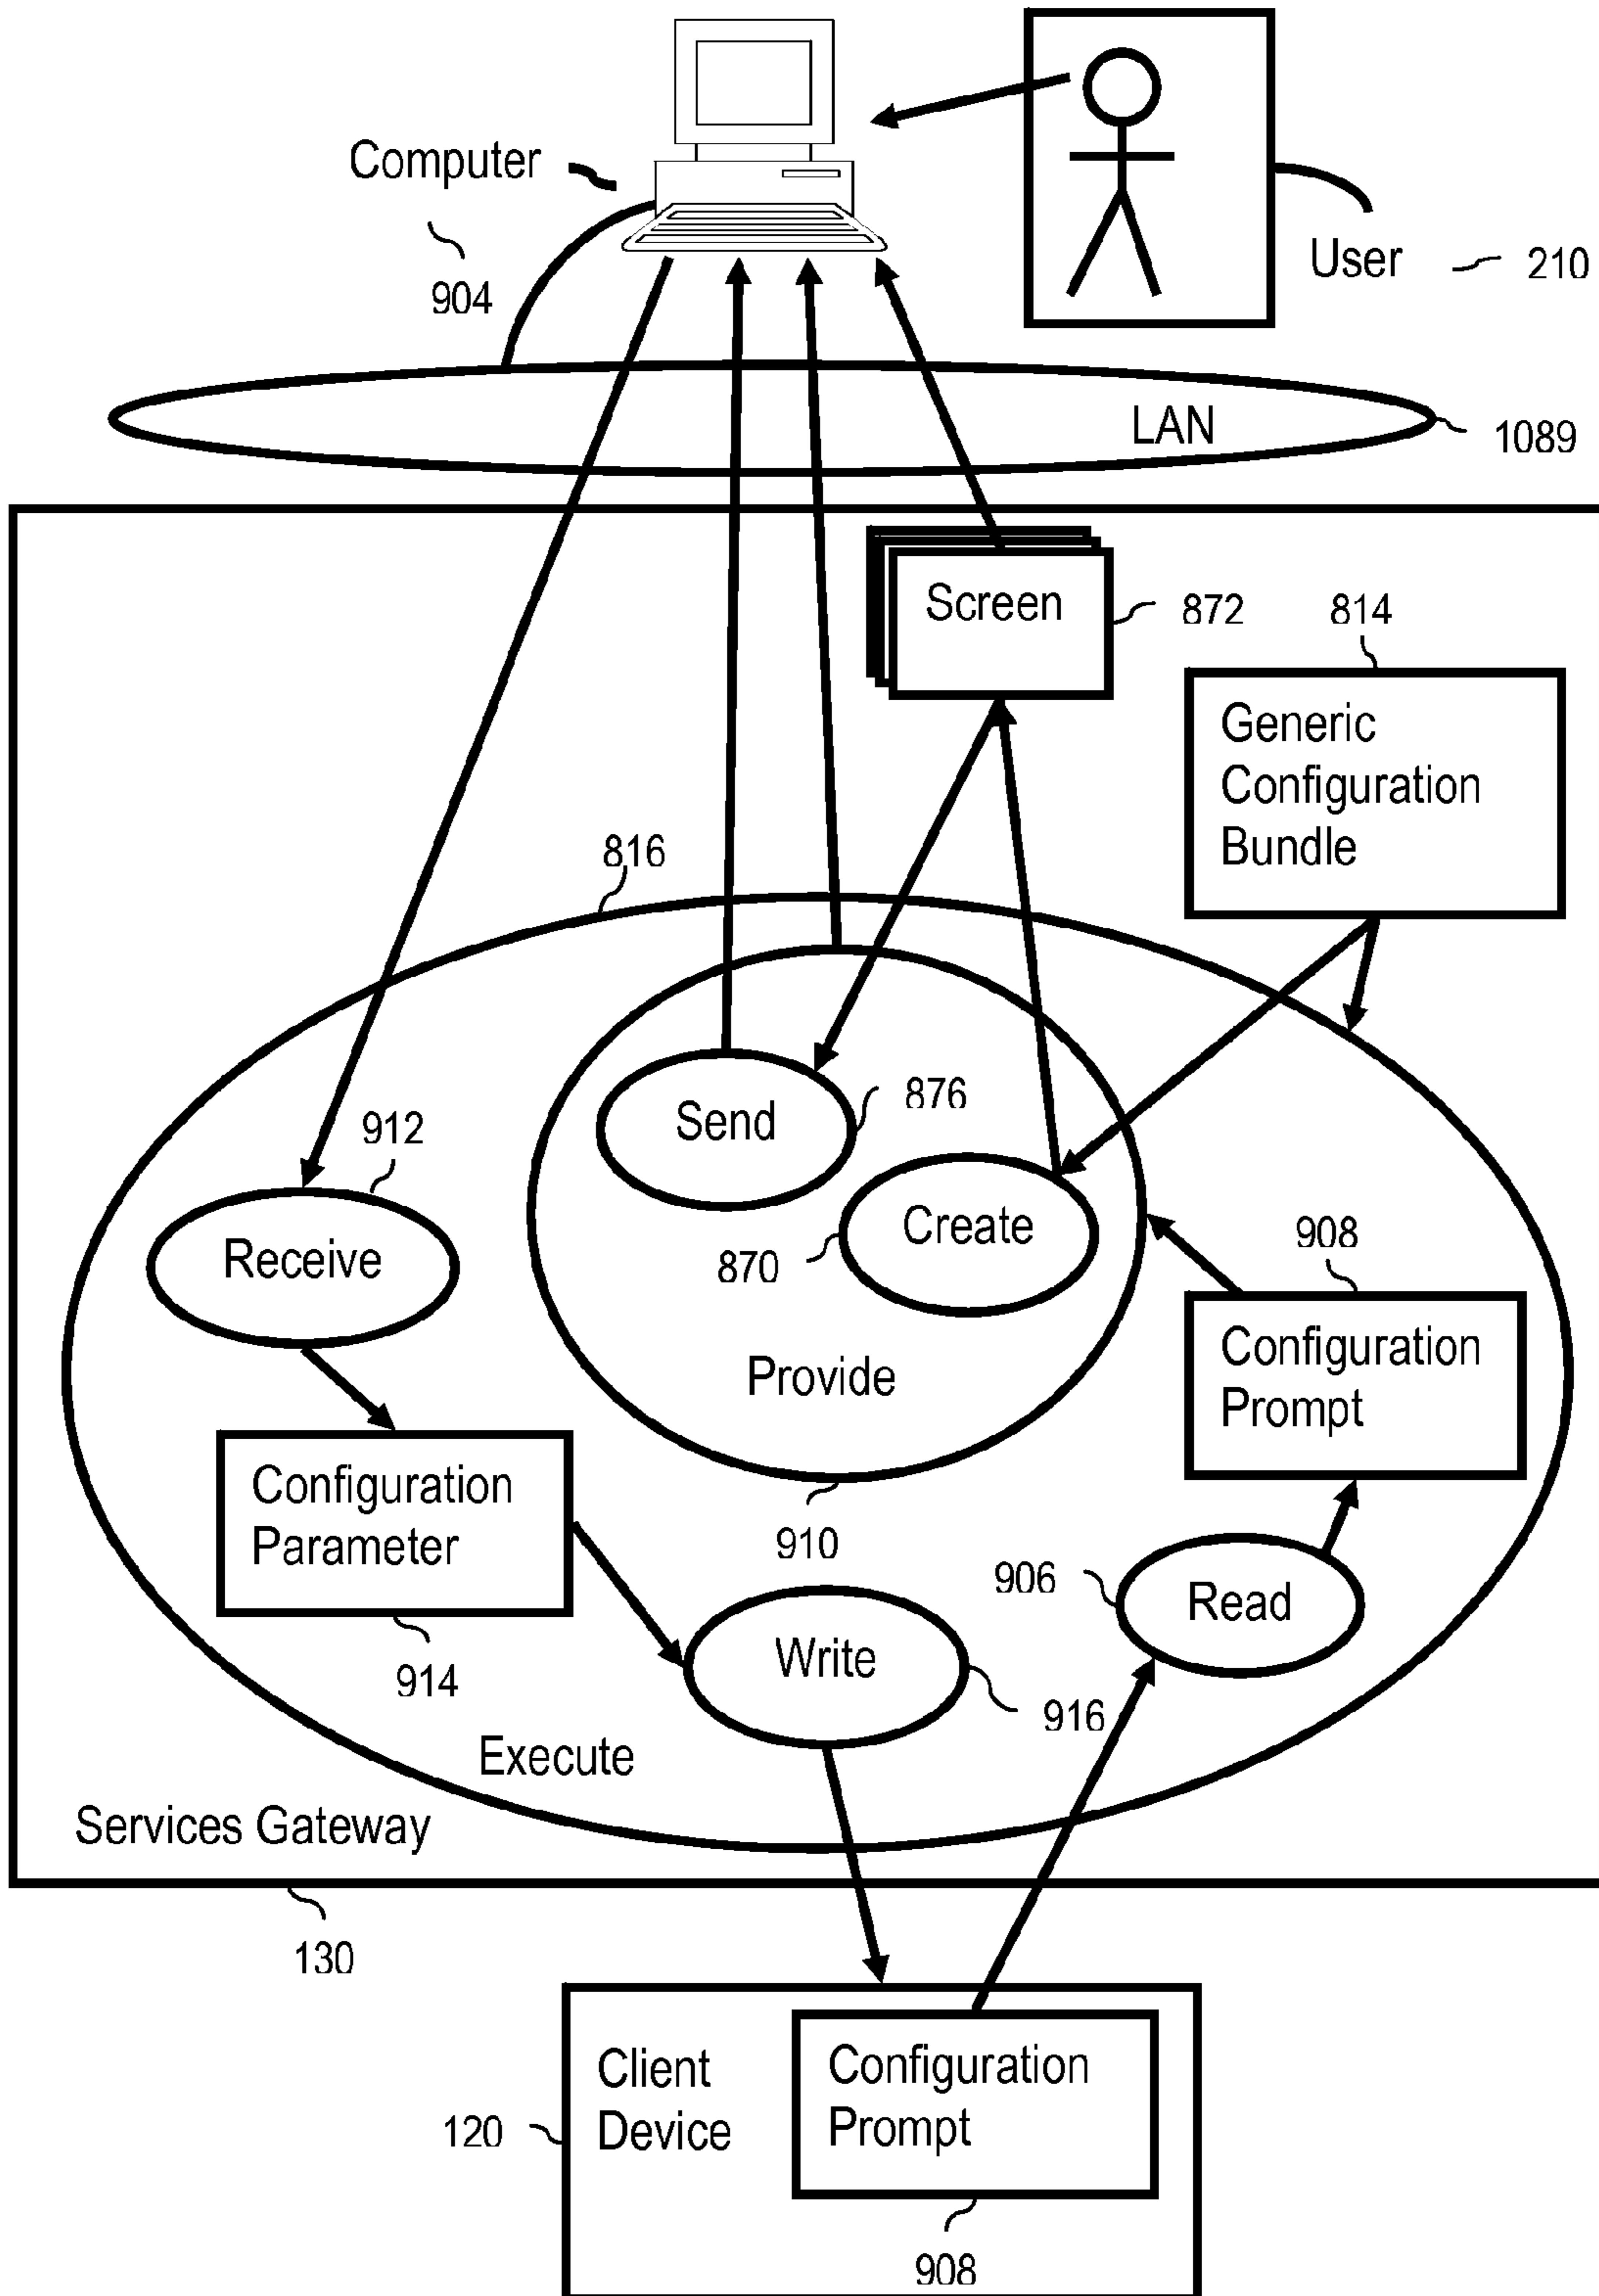 Computer
904
User
210
LAN
1089
Screen
872
814
Generic
Configuration
Bundle
816
Send
876
912
Receive
Create
870
908
Configuration
Prompt
Provide
Configuration
Parameter
910
906
Read
914
Write
916
Execute
Services Gateway
130
Client
Device
Configuration
Prompt
120
908